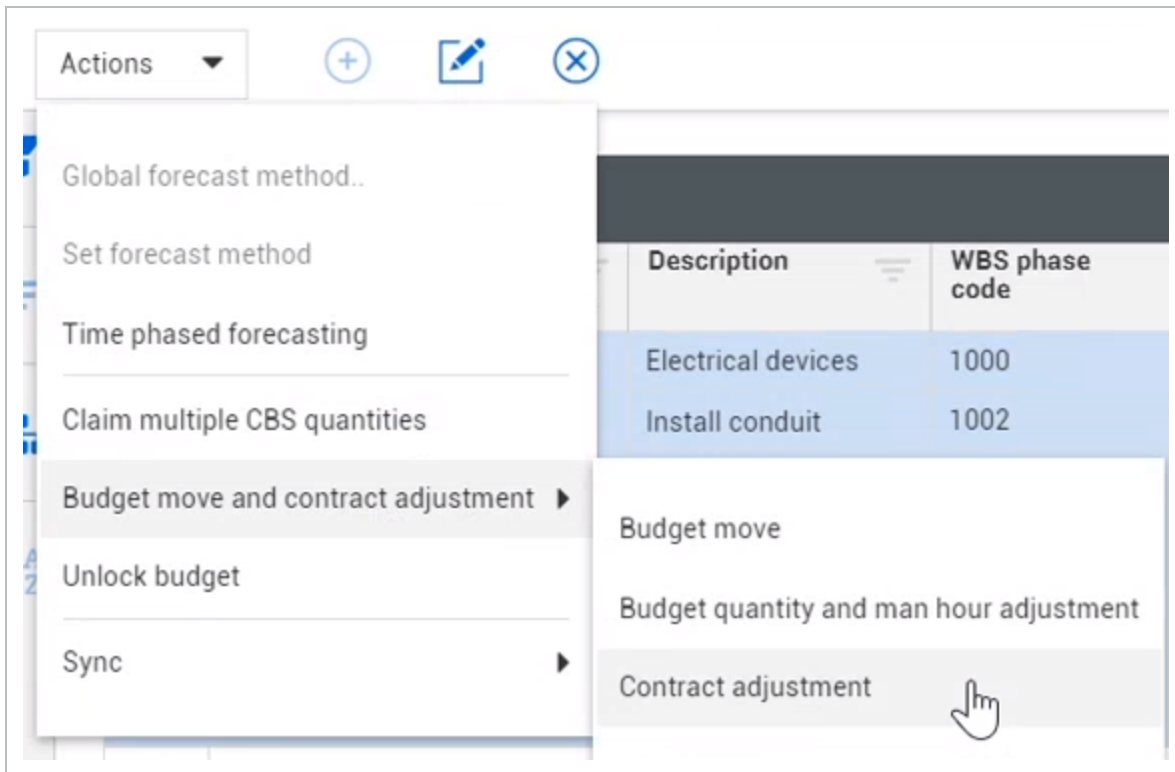 Actions
Global forecast method..
Set forecast method
Time phased forecasting
Claim multiple CBS quantities
Budget move and contract adjustment
Unlock budget
Sync
Description
WBS phase
code
Electrical devices
1000
Install conduit
1002
Budget move
Budget quantity and man hour adjustment
Contract adjustment